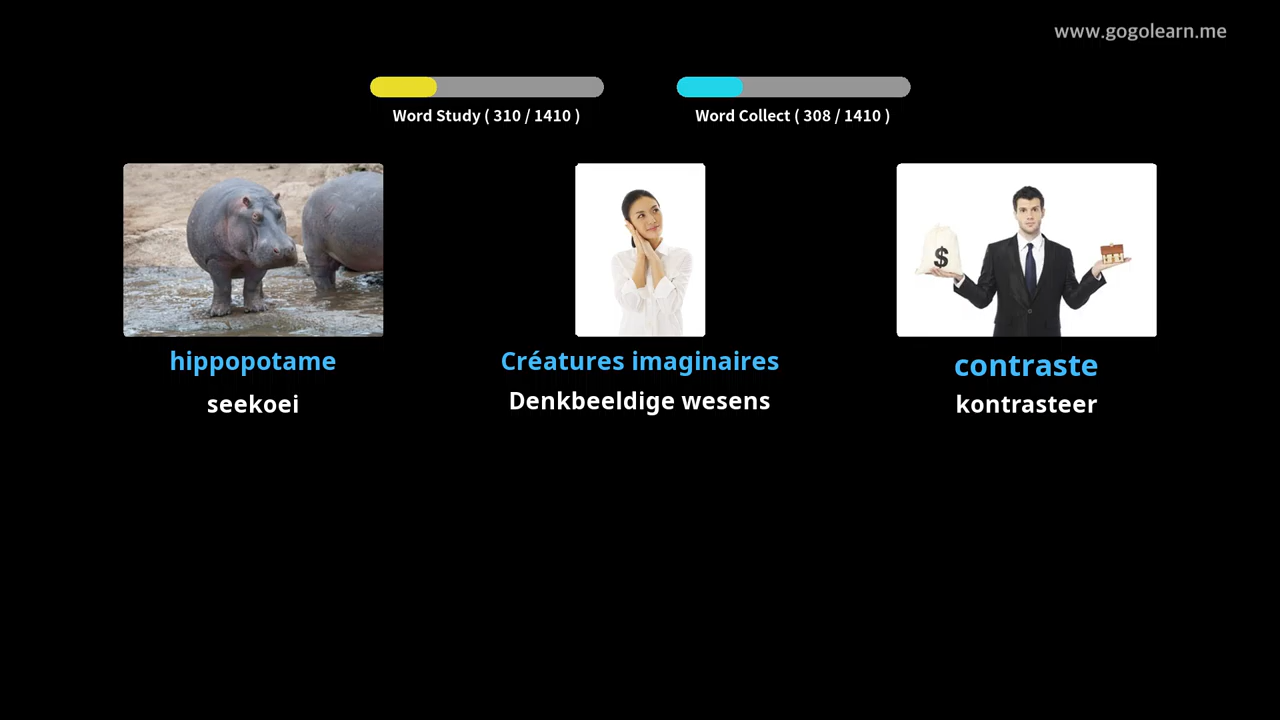 www.gogolearn.me
Word Study ( 310 / 1410 )
Word Collect ( 308 / 1410 )
$
hippopotame
Créatures imaginaires
contraste
seekoei
Denkbeeldige wesens
kontrasteer